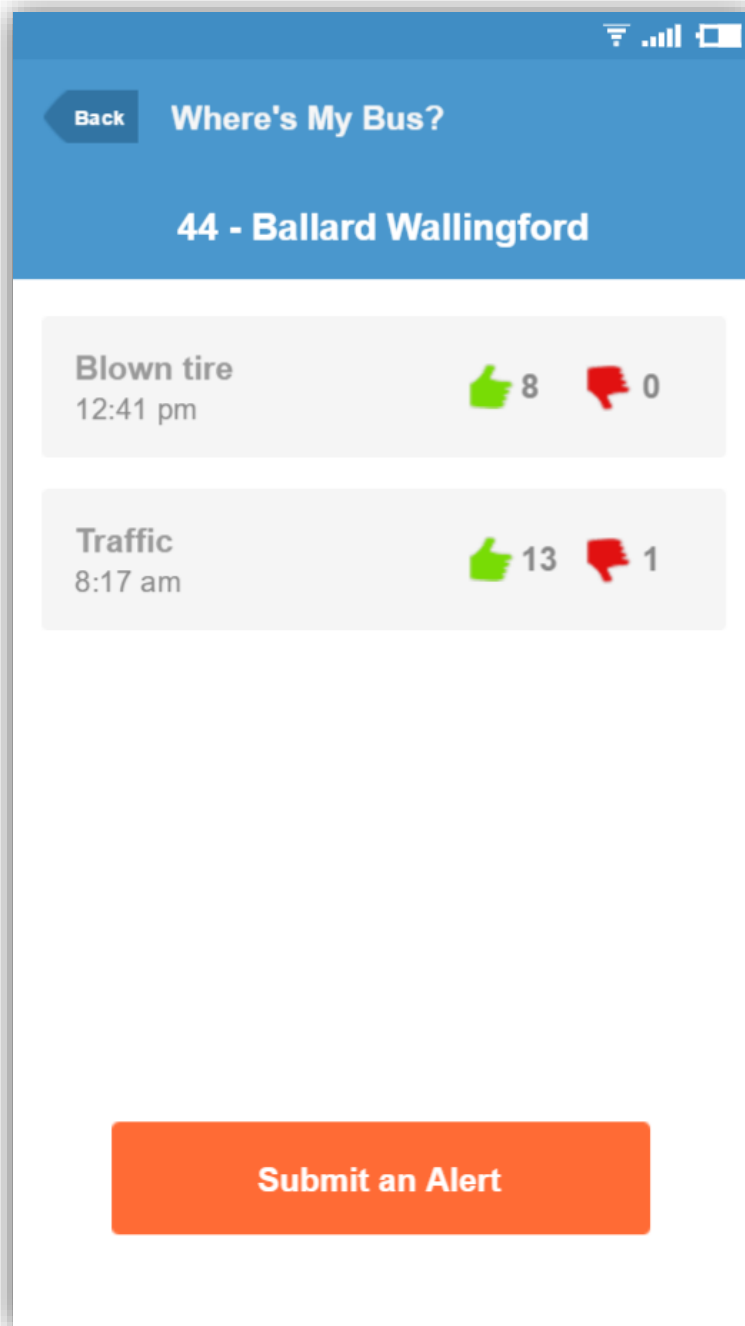 Back
Where's My Bus?
44 - Ballard Wallingford
Blown tire
12:41 pm
8
0
Traffic
8:17 am
13
1
Submit an Alert